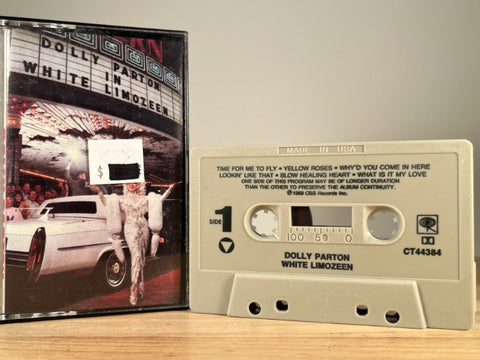 RN
DOLLY PARTON
IN
WHITE LIMOZEEN
$
MADE IN USA
TIME FOR ME TO FLY • YELLOW ROSES • WHY'D YOU COME IN HERE
LOOKIN' LIKE THAT • SLOW HEALING HEART • WHAT IS IT MY LOVE
ONE SIDE OF THIS PROGRAM MAY BE OF LONGER DURATION
THAN THE OTHER TO PRESERVE THE ALBUM CONTINUITY.
℗ 1989 CBS Records Inc.
SIDE 1
100 50 0
DOLLY PARTON
WHITE LIMOZEEN
CT44384